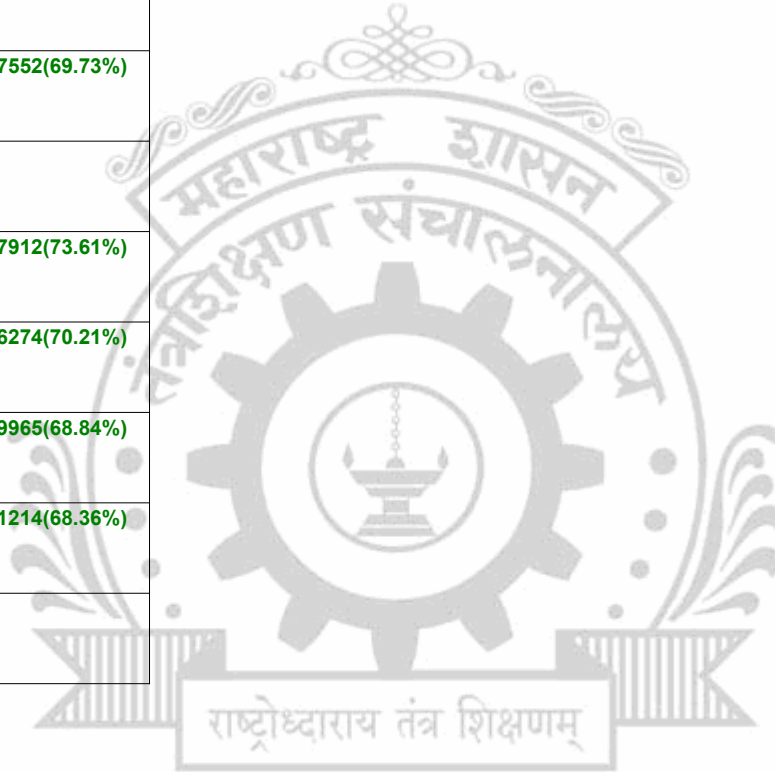 7552(69.73%)
7912(73.61%)
6274(70.21%)
9965(68.84%)
1214(68.36%)
महाराष्ट्र शासन
तंत्रशिक्षण संचालनालय
राष्ट्रोध्दाराय तंत्र शिक्षणम्